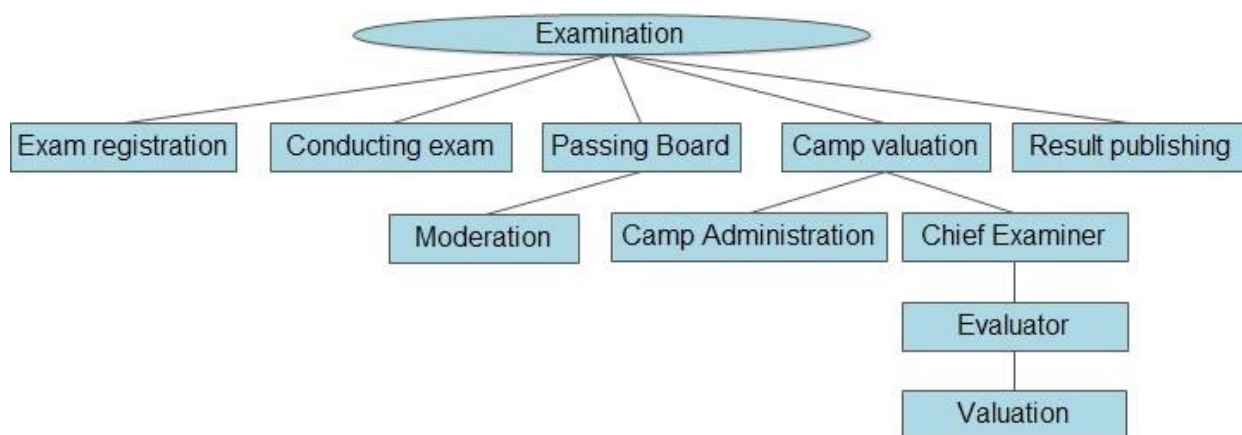 Examination
Exam registration
Conducting exam
Passing Board
Camp valuation
Result publishing
Moderation
Camp Administration
Chief Examiner
Evaluator
Valuation